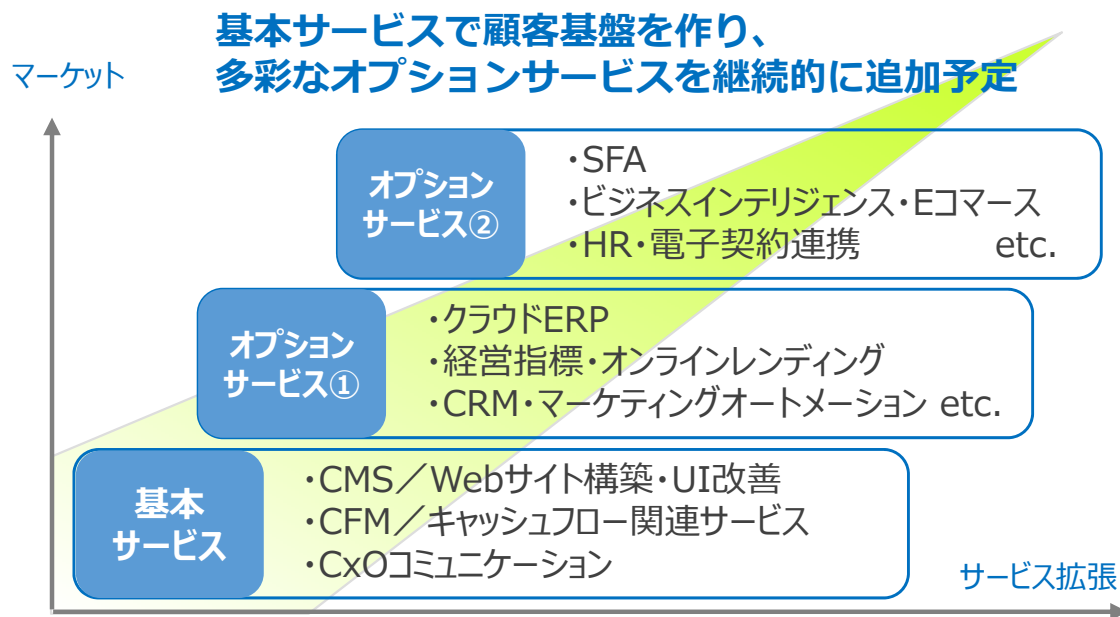 基本サービスで顧客基盤を作り、
多彩なオプションサービスを継続的に追加予定
マーケット
オプション
サービス②
・SFA
・ビジネスインテリジェンス・Eコマース
・HR・電子契約連携 etc.
オプション
サービス①
・クラウドERP
・経営指標・オンラインレンディング
・CRM・マーケティングオートメーション etc.
基本
サービス
・CMS／Webサイト構築・UI改善
・CFM／キャッシュフロー関連サービス
・CxOコミュニケーション
サービス拡張